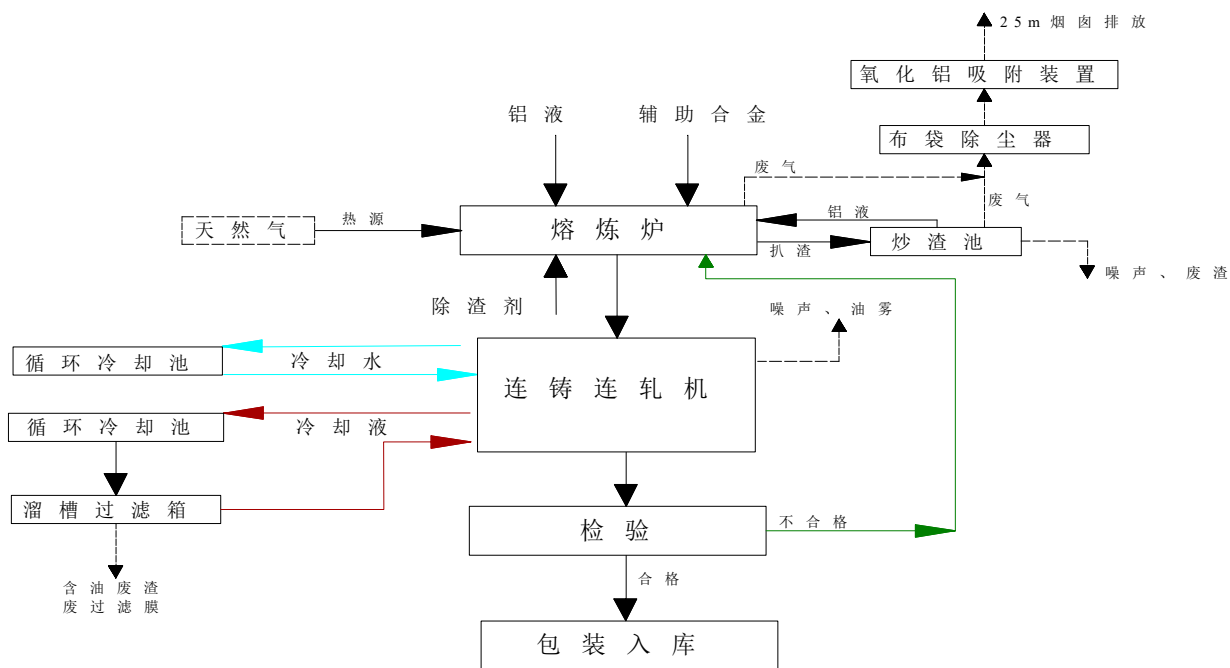 25m烟囱排放
氧化铝吸附装置
铝液
辅助合金
布袋除尘器
废气
废气
天然气
热源
熔炼炉
铝液
扒渣
炒渣池
噪声、废渣
除渣剂
噪声、油雾
循环冷却池
冷却水
连铸连轧机
循环冷却池
冷却液
溜槽过滤箱
检验
不合格
含油废渣
废过滤膜
合格
包装入库